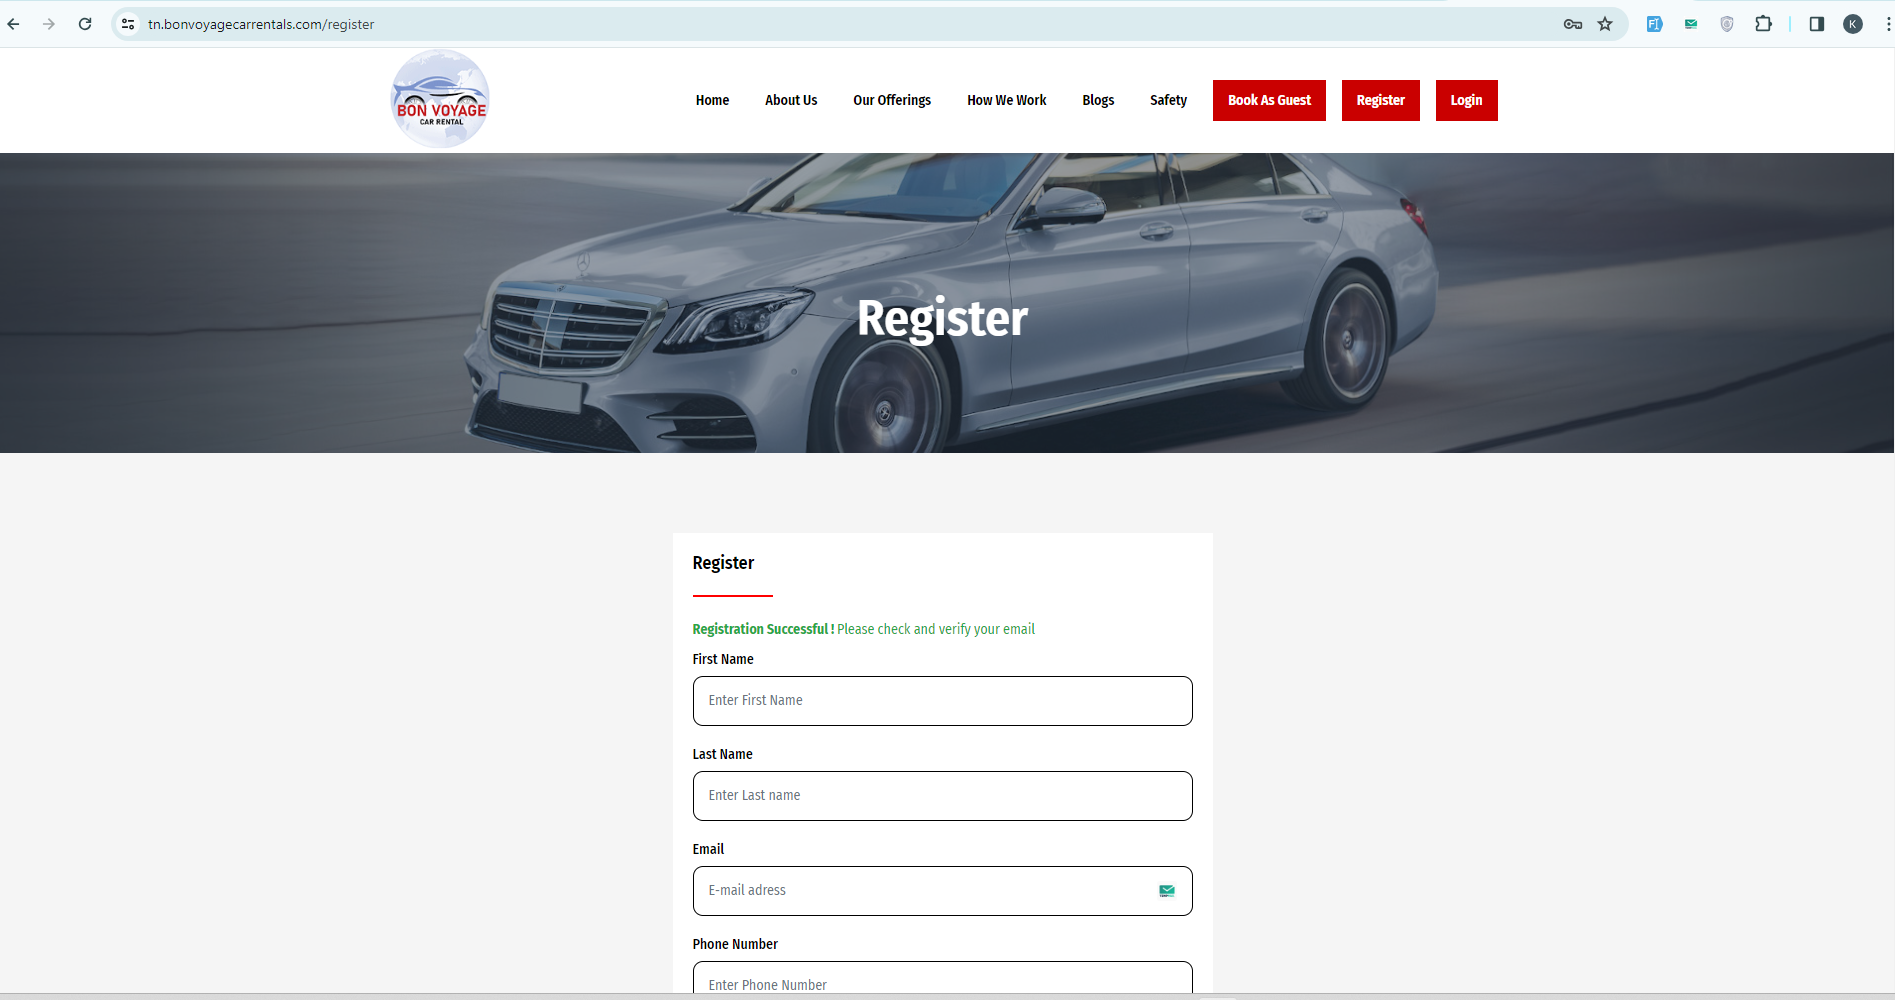 tn.bonvoyagecarrentals.com/register
K
BON VOYAGE
CAR RENTAL
Home
About Us
Our Offerings
How We Work
Blogs
Safety
Book As Guest
Register
Login
Register
Register
Registration Successful ! Please check and verify your email
First Name
Enter First Name
Last Name
Enter Last name
Email
E-mail adress
Phone Number
Enter Phone Number